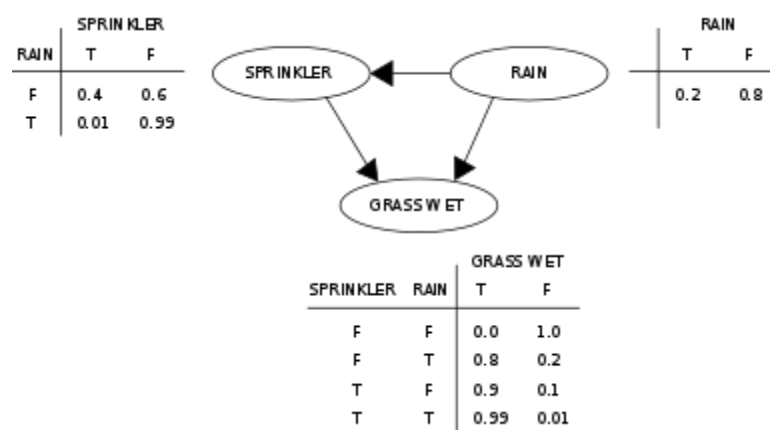 SPRINKLER
RAIN T F
F 0.4 0.6
T 0.01 0.99
SPRINKLER
RAIN
RAIN
T F
0.2 0.8
GRASS WET
GRASS WET
SPRINKLER RAIN T F
F F 0.0 1.0
F T 0.8 0.2
T F 0.9 0.1
T T 0.99 0.01